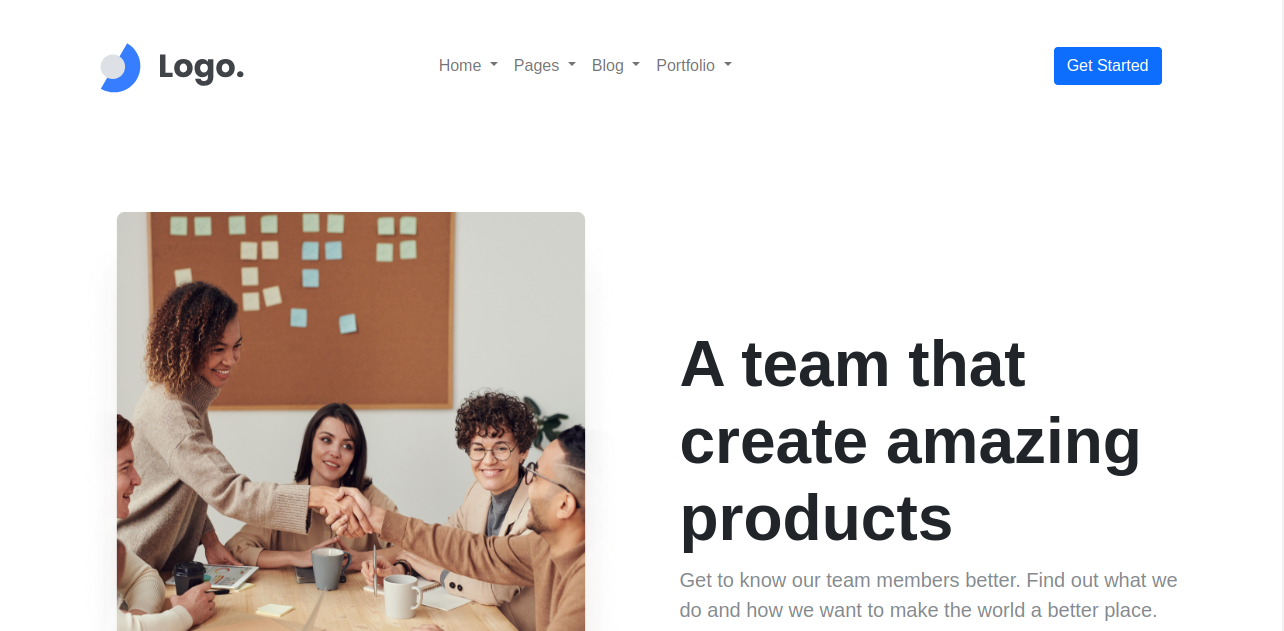 Logo.
Home Pages Blog Portfolio
Get Started
A team that
create amazing
products
Get to know our team members better. Find out what we
do and how we want to make the world a better place.